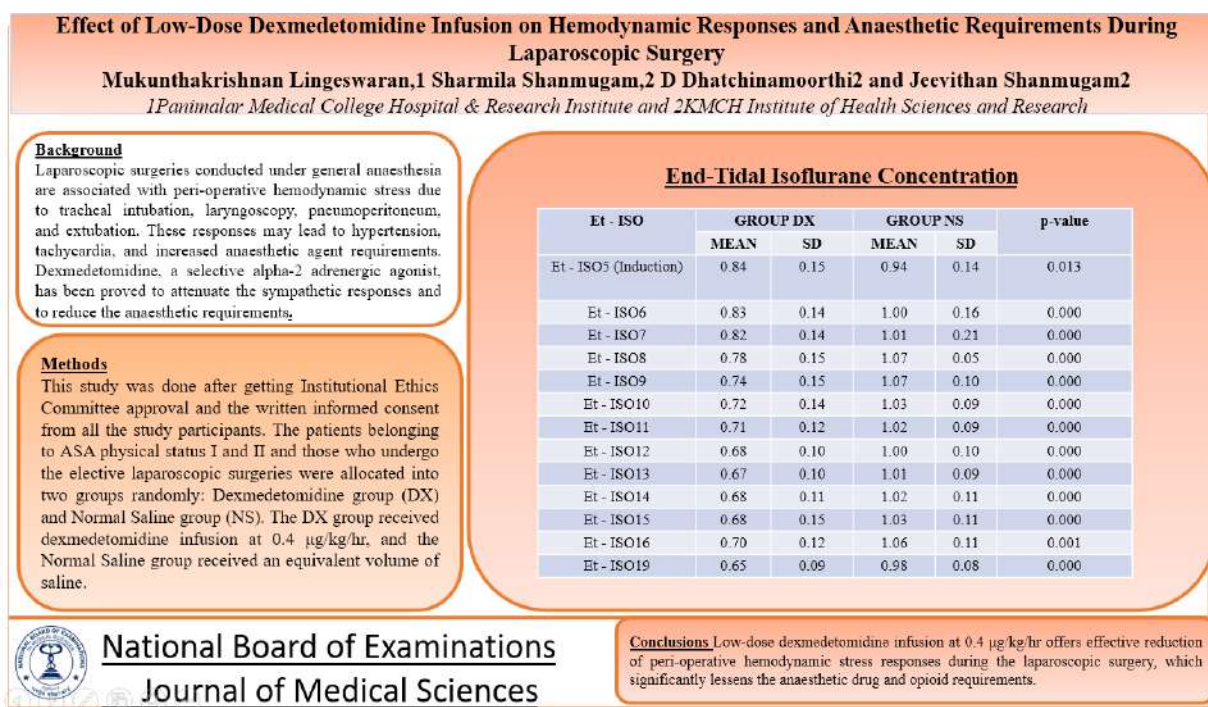 Effect of Low-Dose Dexmedetomidine Infusion on Hemodynamic Responses and Anaesthetic Requirements During
Laparoscopic Surgery
Mukunthakrishnan Lingeswaran,1 Sharmila Shanmugam,2 D Dhatchinamoorthi2 and Jeevithan Shanmugam2
1Panimalar Medical College Hospital & Research Institute and 2KMCH Institute of Health Sciences and Research
Background
Laparoscopic surgeries conducted under general anaesthesia
are associated with peri-operative hemodynamic stress due
to tracheal intubation, laryngoscopy, pneumoperitoneum,
and extubation. These responses may lead to hypertension,
tachycardia, and increased anaesthetic agent requirements.
Dexmedetomidine, a selective alpha-2 adrenergic agonist,
has been proved to attenuate the sympathetic responses and
to reduce the anaesthetic requirements.
Methods
This study was done after getting Institutional Ethics
Committee approval and the written informed consent
from all the study participants. The patients belonging
to ASA physical status I and II and those who undergo
the elective laparoscopic surgeries were allocated into
two groups randomly: Dexmedetomidine group (DX)
and Normal Saline group (NS). The DX group received
dexmedetomidine infusion at 0.4 μg/kg/hr, and the
Normal Saline group received an equivalent volume of
saline.
End-Tidal Isoflurane Concentration
Et - ISO GROUP DX GROUP NS p-value
MEAN SD MEAN SD
Et - ISO5 (Induction) 0.84 0.15 0.94 0.14 0.013
Et - ISO6 0.83 0.14 1.00 0.16 0.000
Et - ISO7 0.82 0.14 1.01 0.21 0.000
Et - ISO8 0.78 0.15 1.07 0.05 0.000
Et - ISO9 0.74 0.15 1.07 0.10 0.000
Et - ISO10 0.72 0.14 1.03 0.09 0.000
Et - ISO11 0.71 0.12 1.02 0.09 0.000
Et - ISO12 0.68 0.10 1.00 0.10 0.000
Et - ISO13 0.67 0.10 1.01 0.09 0.000
Et - ISO14 0.68 0.11 1.02 0.11 0.000
Et - ISO15 0.68 0.15 1.03 0.11 0.000
Et - ISO16 0.70 0.12 1.06 0.11 0.001
Et - ISO19 0.65 0.09 0.98 0.08 0.000
National Board of Examinations
Journal of Medical Sciences
Conclusions Low-dose dexmedetomidine infusion at 0.4 μg/kg/hr offers effective reduction
of peri-operative hemodynamic stress responses during the laparoscopic surgery, which
significantly lessens the anaesthetic drug and opioid requirements.